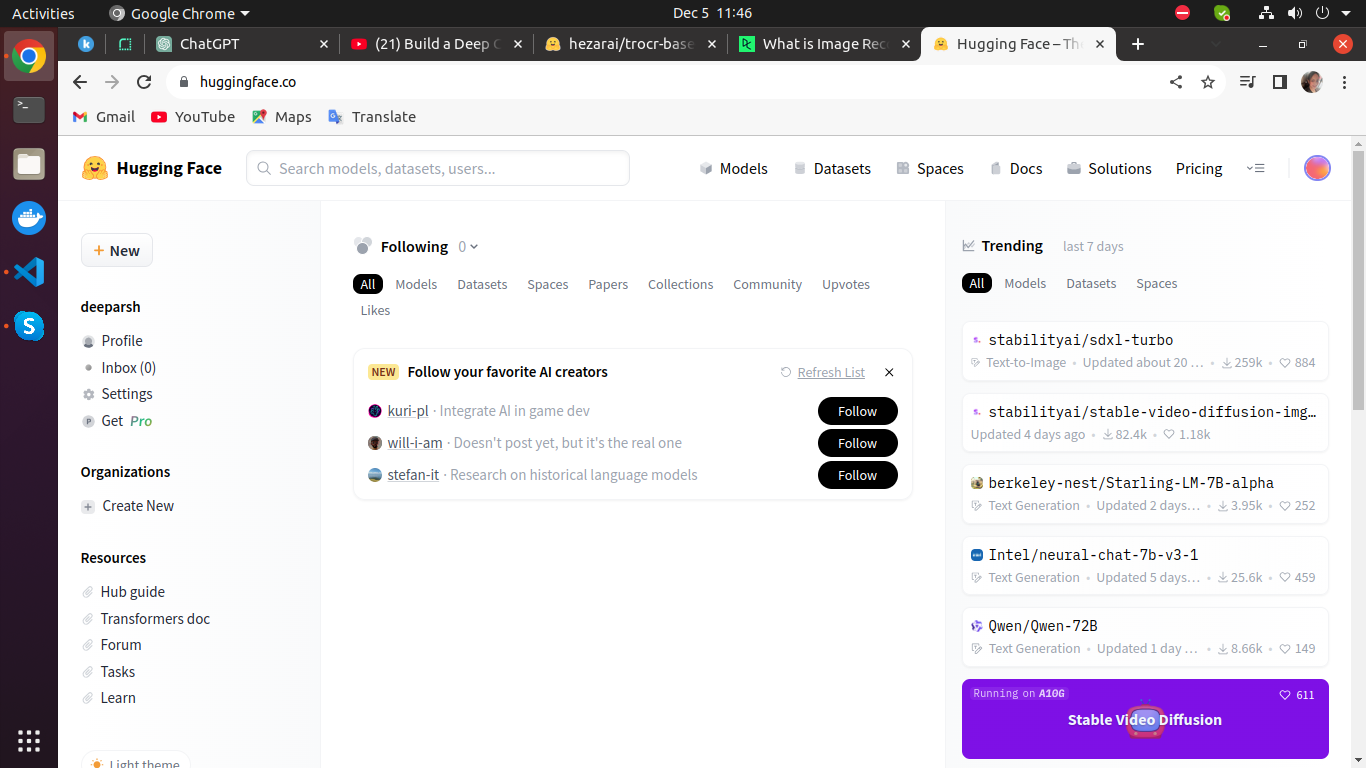 Activities Google Chrome Dec 5 11:46
ChatGPT (21) Build a Deep hezarai/trocr-base What is Image Rec Hugging Face – Th
huggingface.co
Gmail YouTube Maps Translate
Hugging Face Search models, datasets, users... Models Datasets Spaces Docs Solutions Pricing
+ New
deeparsh
Profile
Inbox (0)
Settings
Get Pro
Organizations
Create New
Resources
Hub guide
Transformers doc
Forum
Tasks
Learn
Light theme
Following 0
All Models Datasets Spaces Papers Collections Community Upvotes
Likes
NEW Follow your favorite AI creators Refresh List
kuri-pl · Integrate AI in game dev Follow
will-i-am · Doesn't post yet, but it's the real one Follow
stefan-it · Research on historical language models Follow
Trending last 7 days
All Models Datasets Spaces
stabilityai/sdxl-turbo
Text-to-Image • Updated about 20 … • 259k • 884
stabilityai/stable-video-diffusion-img…
Updated 4 days ago • 82.4k • 1.18k
berkeley-nest/Starling-LM-7B-alpha
Text Generation • Updated 2 days… • 3.95k • 252
Intel/neural-chat-7b-v3-1
Text Generation • Updated 5 days… • 25.6k • 459
Qwen/Qwen-72B
Text Generation • Updated 1 day … • 8.66k • 149
Running on A10G 611
Stable Video Diffusion